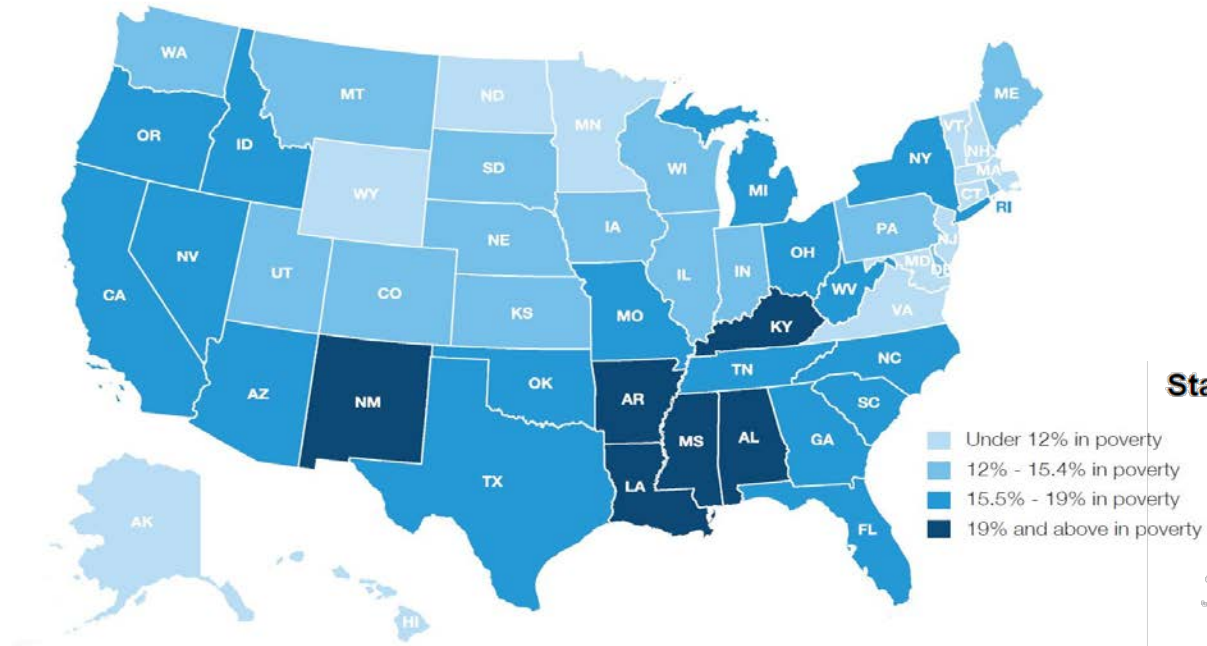 WA
MT
ND
MN
ME
OR
ID
WY
SD
WI
MI
NY
VT
NH
MA
CT
RI
NV
UT
CO
NE
IA
IL
IN
OH
PA
NJ
MD
DE
CA
KS
MO
KY
WV
VA
AZ
NM
OK
AR
TN
NC
SC
TX
LA
MS
AL
GA
FL
AK
HI
Sta
Under 12% in poverty
12% - 15.4% in poverty
15.5% - 19% in poverty
19% and above in poverty